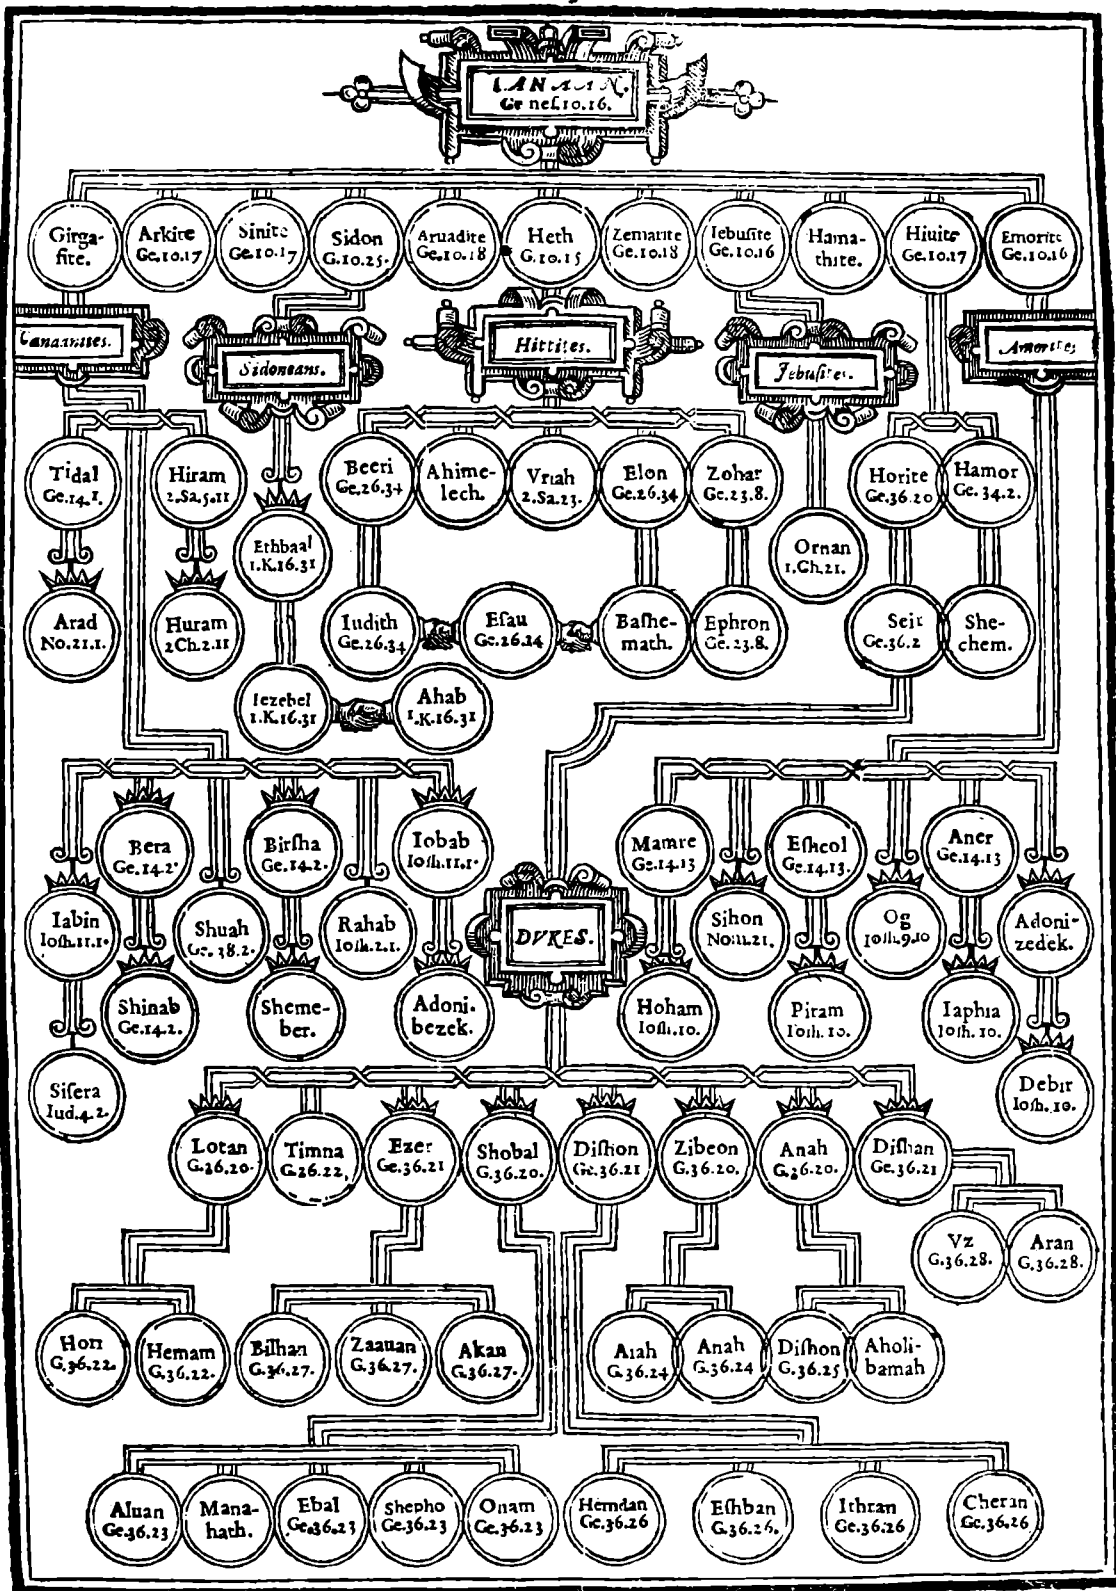 CANAAN.
Genes.10.16.
Girga-
ſite.
Arkite
Ge.10.17
Sinite
Ge.10.17
Sidon
G.10.25.
Aruadite
Ge.10.18
Heth
G.10.15
Zemarite
Ge.10.18
Iebuſite
Ge.10.16
Hama-
thite.
Hiuite
Ge.10.17
Emorite
Ge.10.16
Canaanites.
Sidoneans.
Hittites.
Jebuſites.
Amorites
Tidal
Ge.14.1.
Hiram
2.Sa.5.11
Beeri
Ge.26.34
Ahime-
lech.
Vriah
2.Sa.23.
Elon
Ge.26.34
Zohar
Ge.23.8.
Horite
Ge.36.20
Hamor
Ge.34.2.
Ethbaal
1.K.16.31
Ornan
1.Ch.21.
Arad
No.21.1.
Huram
2Ch.2.11
Iudith
Ge.26.34
Eſau
Ge.26.24
Baſhe-
math.
Ephron
Ge.23.8.
Seir
Ge.36.2
She-
chem.
Iezebel
1.K.16.31
Ahab
1.K.16.31
Bera
Ge.14.2.
Birſha
Ge.14.2.
Iobab
Ioſh.11.1.
Mamre
Ge.14.13
Eſhcol
Ge.14.13.
Aner
Ge.14.13
Iabin
Ioſh.11.1.
Shuah
Ge.38.2.
Rahab
Ioſh.2.1.
DVKES.
Sihon
Nou.21.
Og
Ioſh.9.10
Adoni-
zedek.
Shinab
Ge.14.2.
Sheme-
ber.
Adoni-
bezek.
Hoham
Ioſh.10.
Piram
Ioſh.10.
Iaphia
Ioſh.10.
Siſera
Iud.4.2.
Debir
Ioſh.10.
Lotan
G.36.20.
Timna
G.36.22.
Ezer
Ge.36.21
Shobal
G.36.20.
Diſhon
Ge.36.21
Zibeon
G.36.20.
Anah
G.36.20.
Diſhan
Ge.36.21
Vz
G.36.28.
Aran
G.36.28.
Hori
G.36.22.
Hemam
G.36.22.
Bilhan
G.36.27.
Zaauan
G.36.27.
Akan
G.36.27.
Aiah
G.36.24
Anah
G.36.24
Diſhon
G.36.25
Aholi-
bamah
Aluan
Ge.36.23
Mana-
hath.
Ebal
Ge.36.23
Shepho
Ge.36.23
Onam
Ge.36.23
Hemdan
Ge.36.26
Eſhban
G.36.26.
Ithran
Ge.36.26
Cheran
Ge.36.26